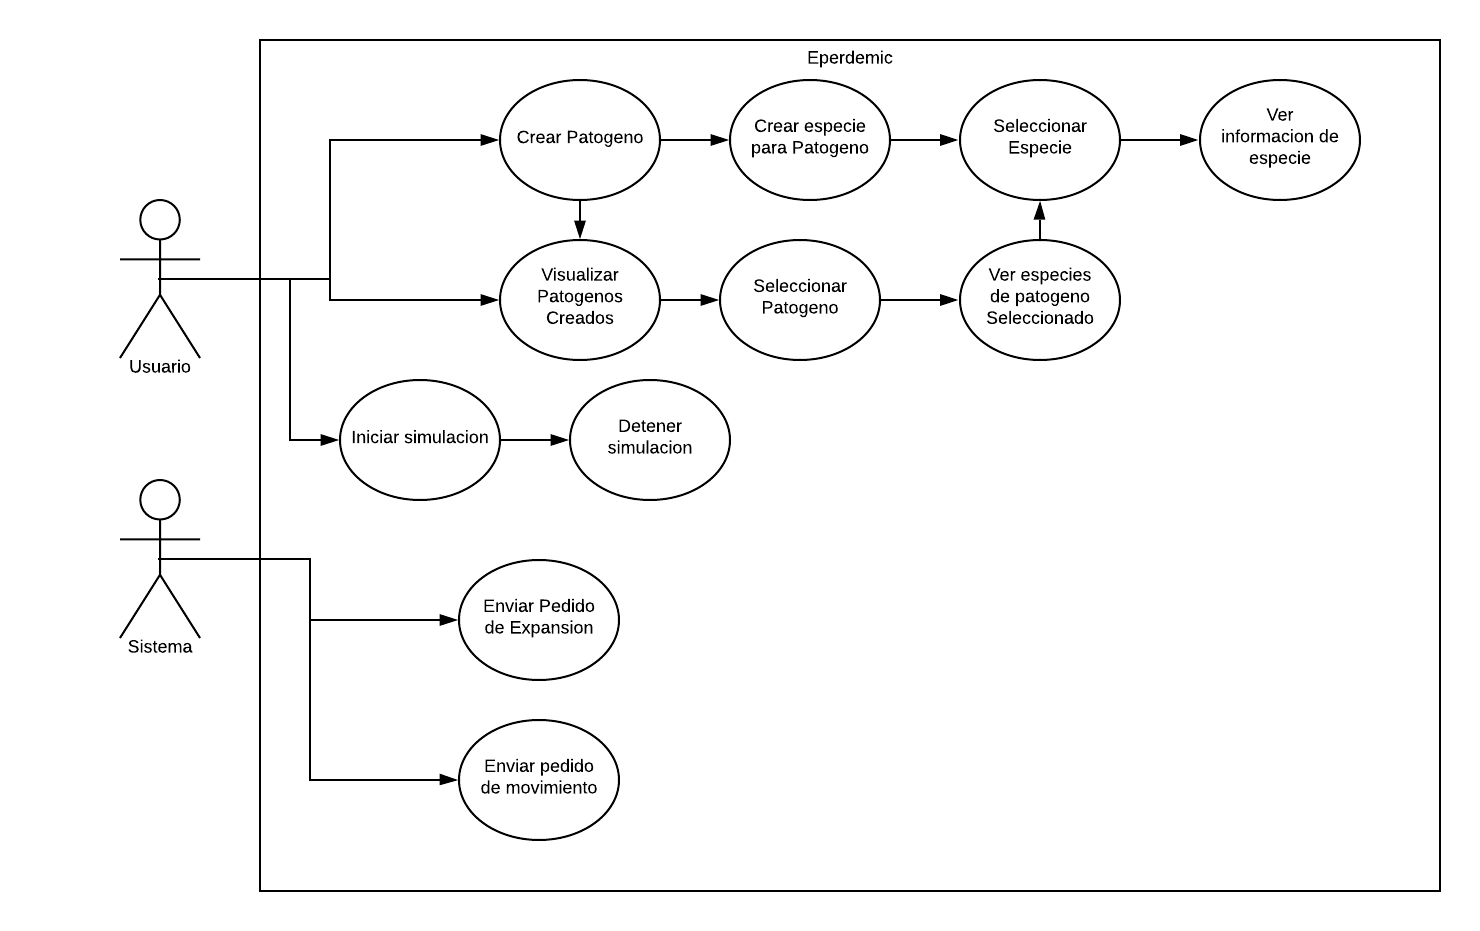 Eperdemic
Crear Patogeno
Crear especie
para Patogeno
Seleccionar
Especie
Ver
informacion de
especie
Visualizar
Patogenos
Creados
Seleccionar
Patogeno
Ver especies
de patogeno
Seleccionado
Usuario
Iniciar simulacion
Detener
simulacion
Sistema
Enviar Pedido
de Expansion
Enviar pedido
de movimiento